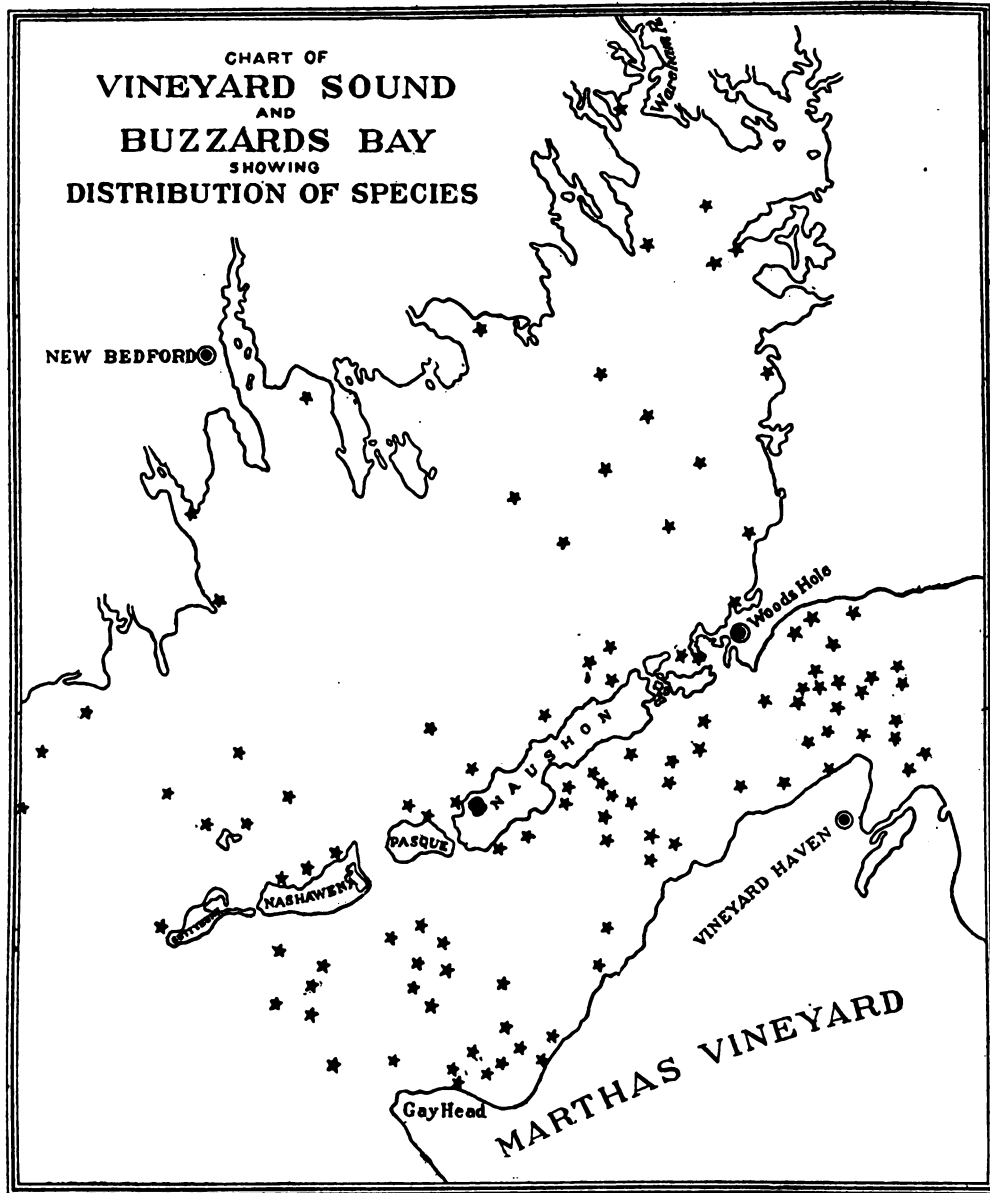 CHART OF
VINEYARD SOUND
AND
BUZZARDS BAY
SHOWING
DISTRIBUTION OF SPECIES
Wareham R.
NEW BEDFORD
Woods Hole
NAUSHON
PASQUE
NASHAWENA
VINEYARD HAVEN
MARTHAS VINEYARD
Gay Head